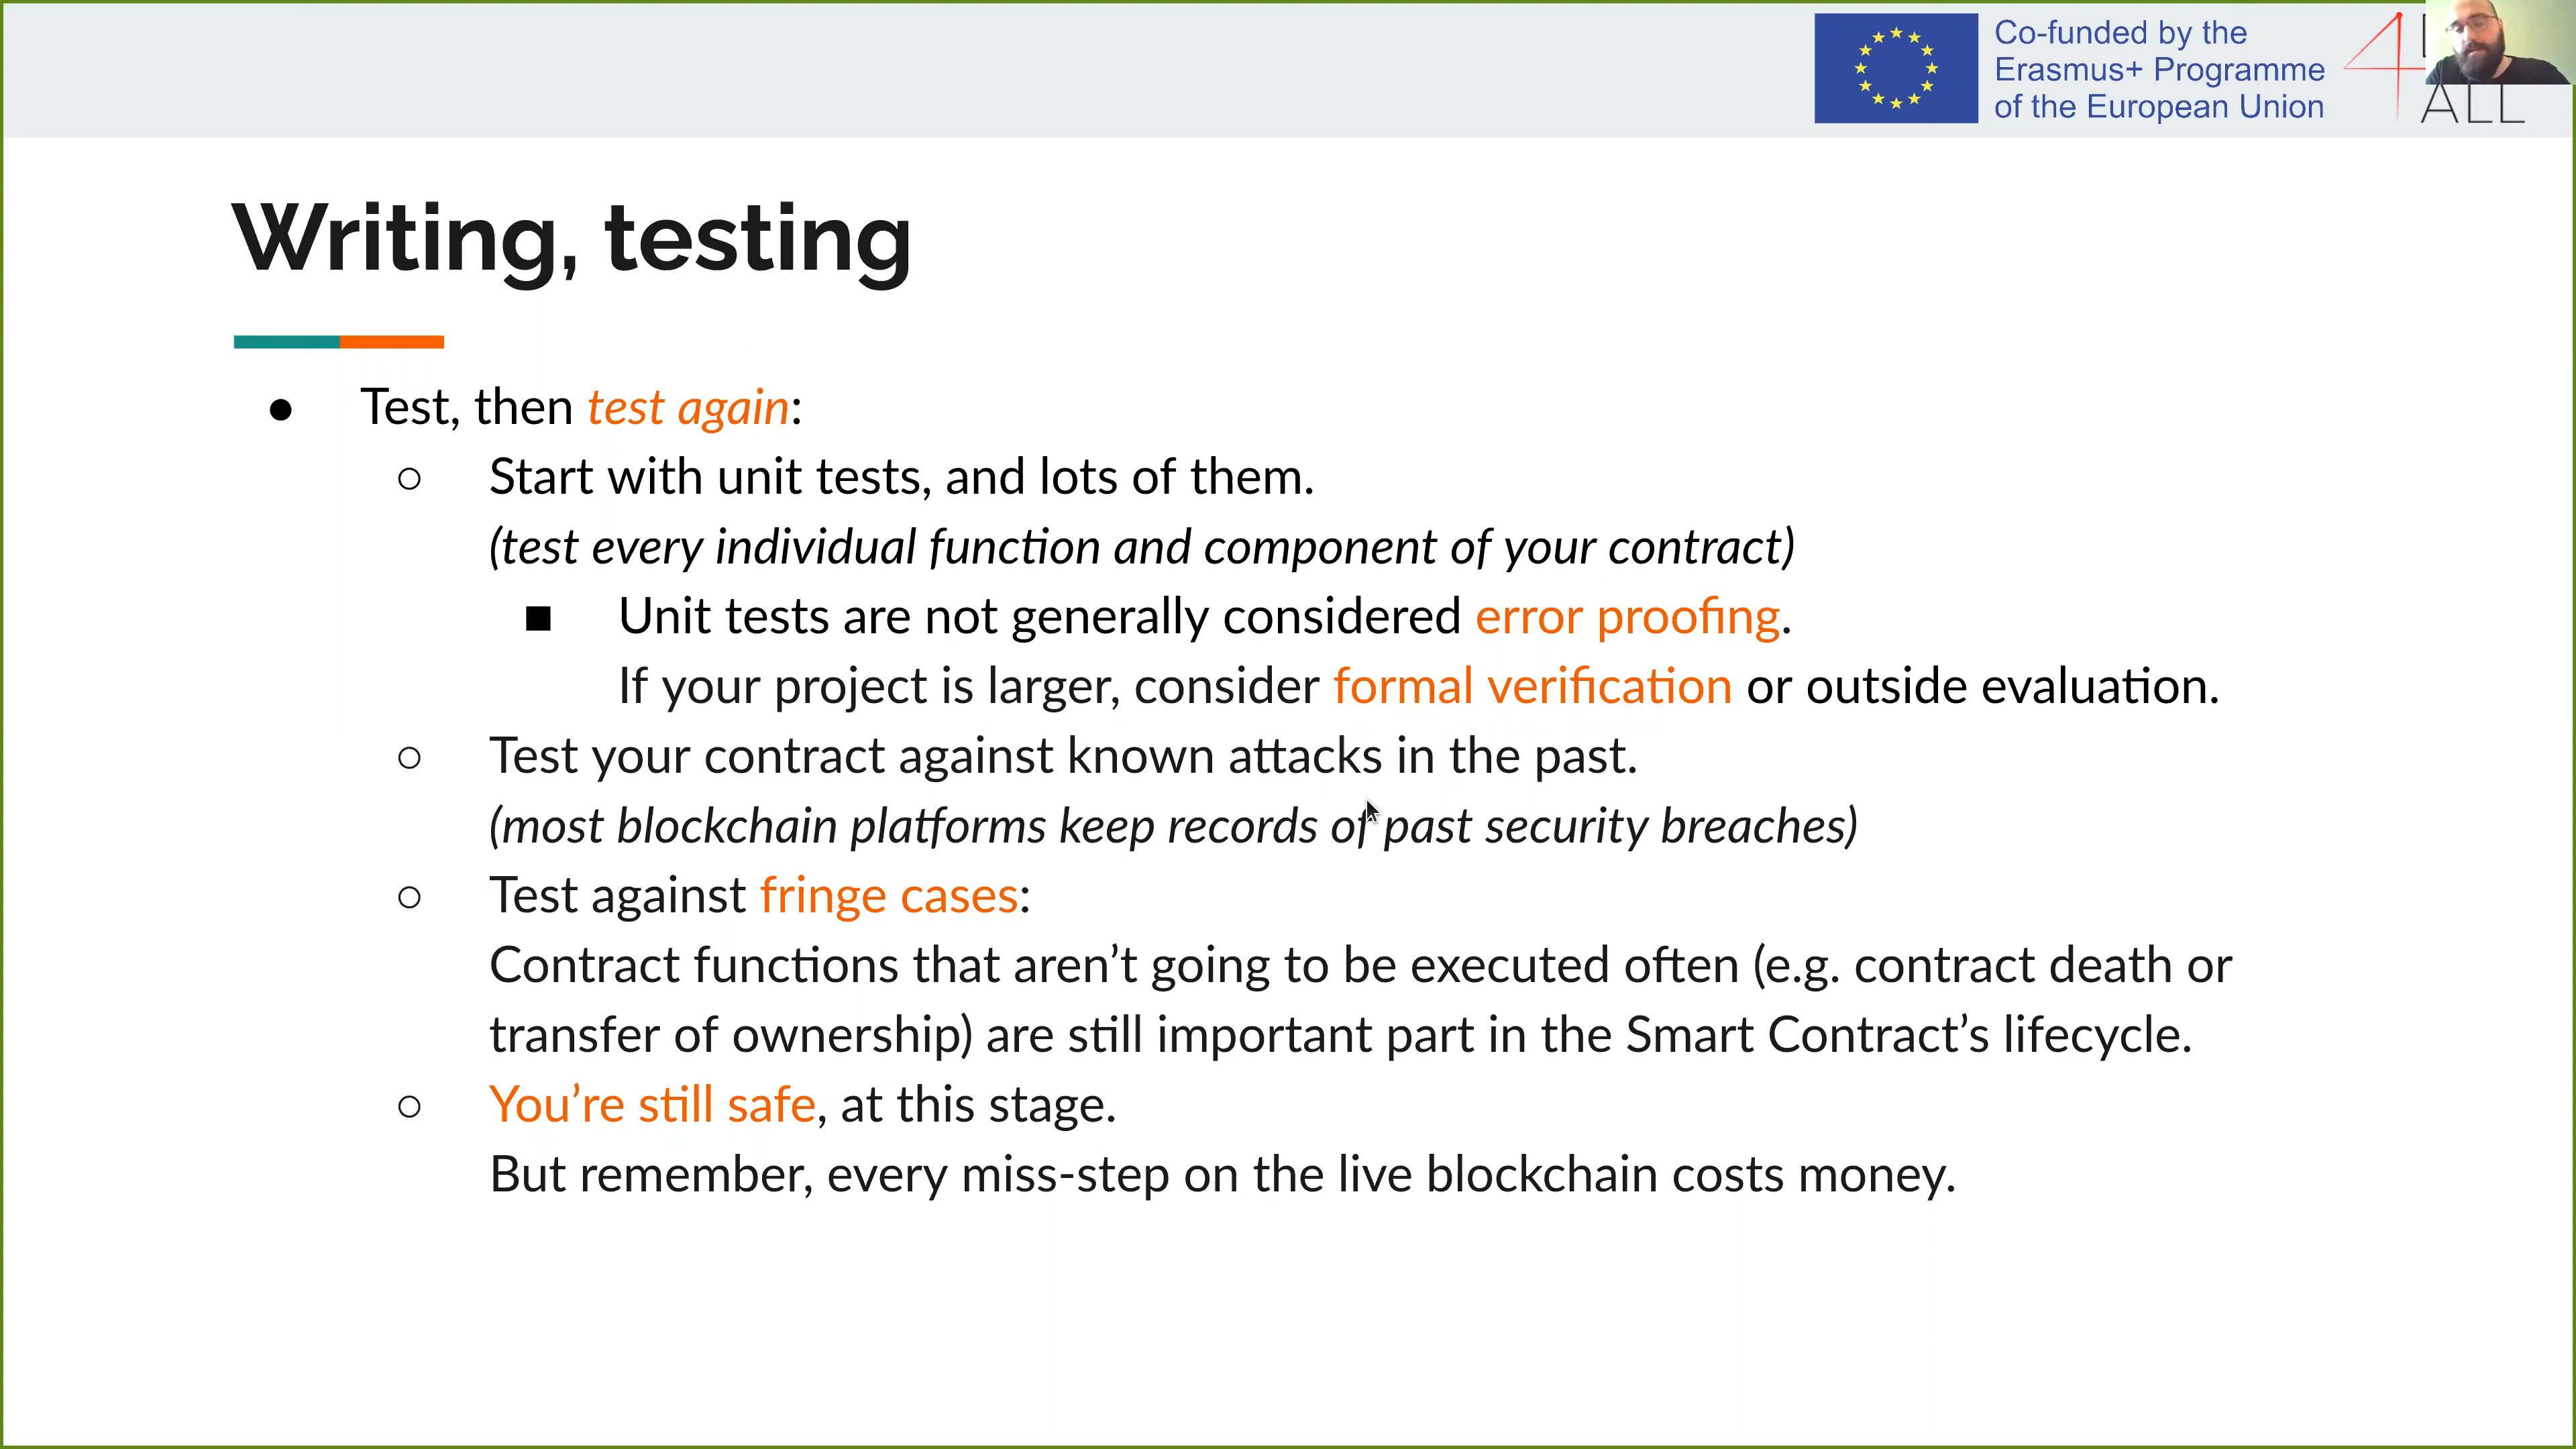 Co-funded by the
Erasmus+ Programme
of the European Union
4
ALL
Writing, testing
● Test, then test again:
○ Start with unit tests, and lots of them.
(test every individual function and component of your contract)
■ Unit tests are not generally considered error proofing.
If your project is larger, consider formal verification or outside evaluation.
○ Test your contract against known attacks in the past.
(most blockchain platforms keep records of past security breaches)
○ Test against fringe cases:
Contract functions that aren’t going to be executed often (e.g. contract death or
transfer of ownership) are still important part in the Smart Contract’s lifecycle.
○ You’re still safe, at this stage.
But remember, every miss-step on the live blockchain costs money.